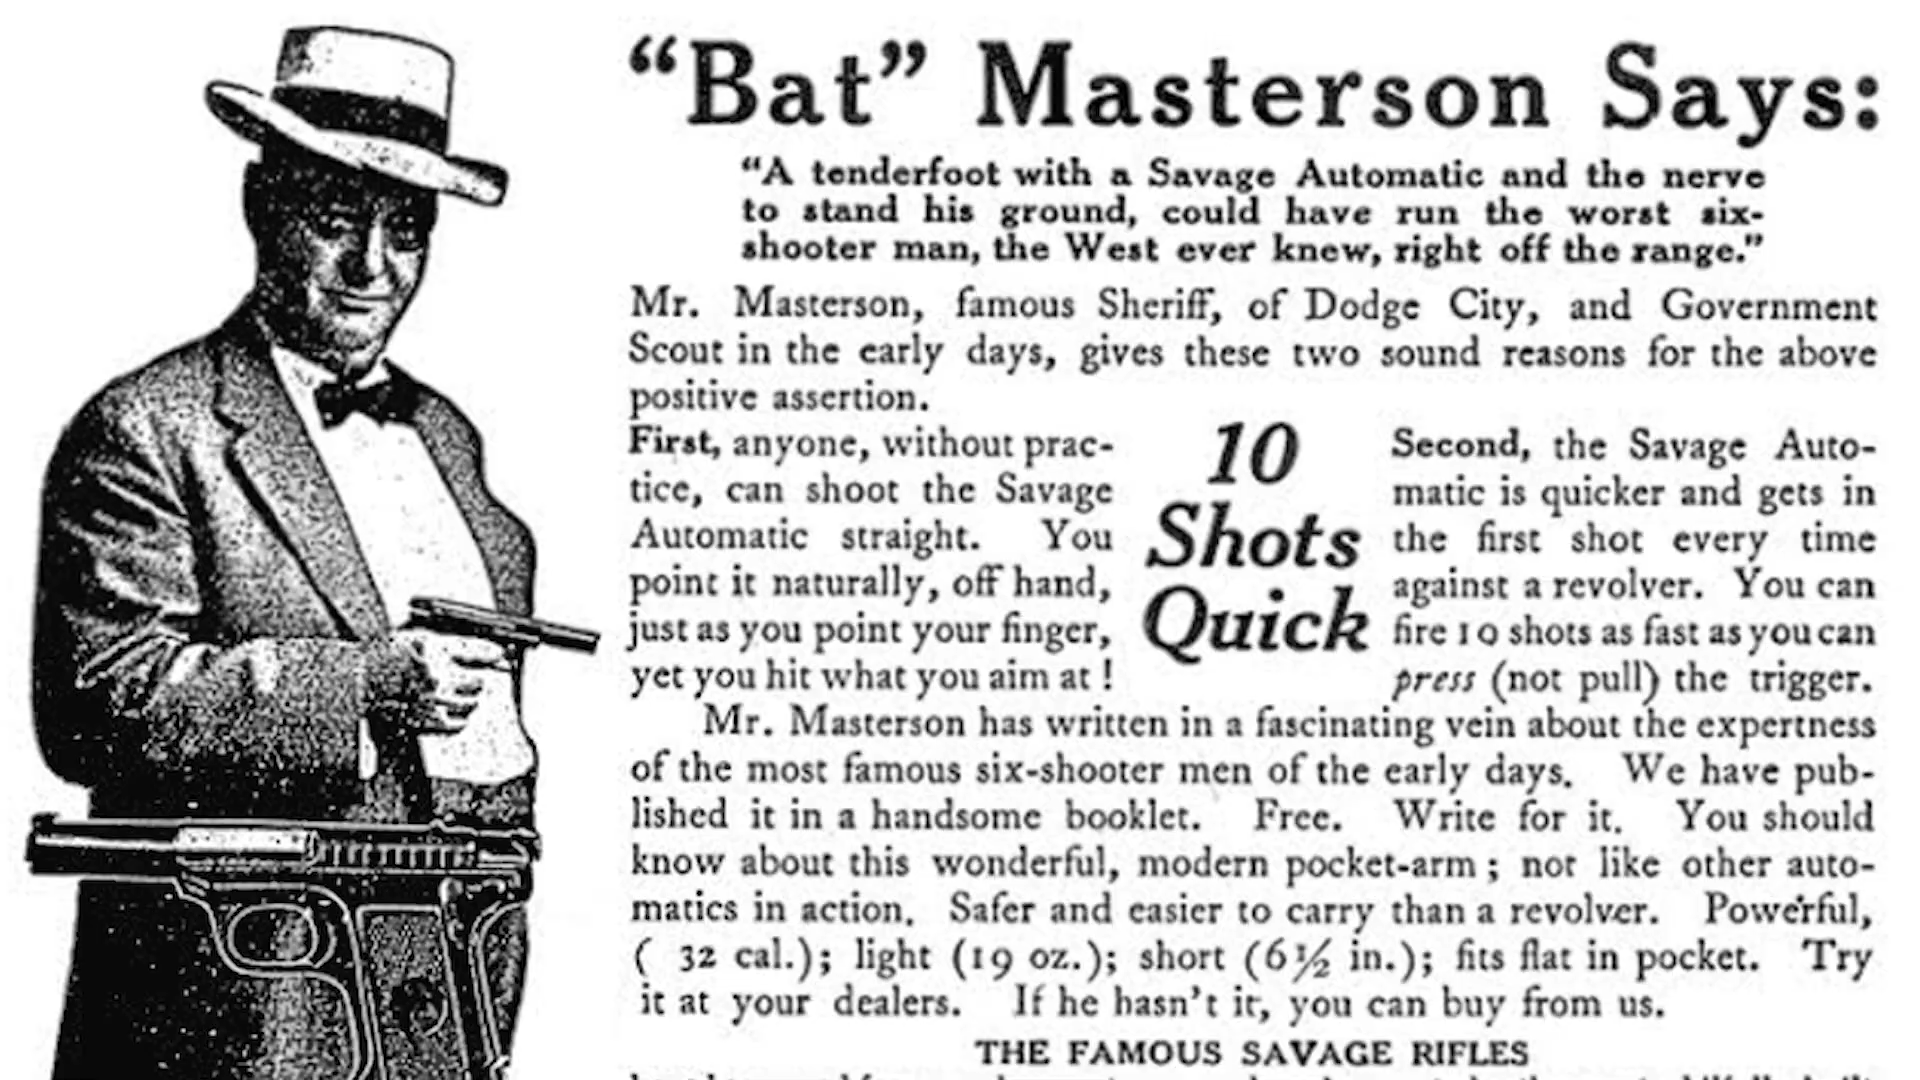 “Bat” Masterson Says:
“A tenderfoot with a Savage Automatic and the nerve
to stand his ground, could have run the worst six-
shooter man, the West ever knew, right off the range.”
Mr. Masterson, famous Sheriff, of Dodge City, and Government
Scout in the early days, gives these two sound reasons for the above
positive assertion.
First, anyone, without prac-
tice, can shoot the Savage
Automatic straight. You
point it naturally, off hand,
just as you point your finger,
yet you hit what you aim at !
10
Shots
Quick
Second, the Savage Auto-
matic is quicker and gets in
the first shot every time
against a revolver. You can
fire 10 shots as fast as you can
press (not pull) the trigger.
Mr. Masterson has written in a fascinating vein about the expertness
of the most famous six-shooter men of the early days. We have pub-
lished it in a handsome booklet. Free. Write for it. You should
know about this wonderful, modern pocket-arm ; not like other auto-
matics in action. Safer and easier to carry than a revolver. Powerful,
( 32 cal.); light (19 oz.); short (6½ in.); fits flat in pocket. Try
it at your dealers. If he hasn’t it, you can buy from us.
THE FAMOUS SAVAGE RIFLES